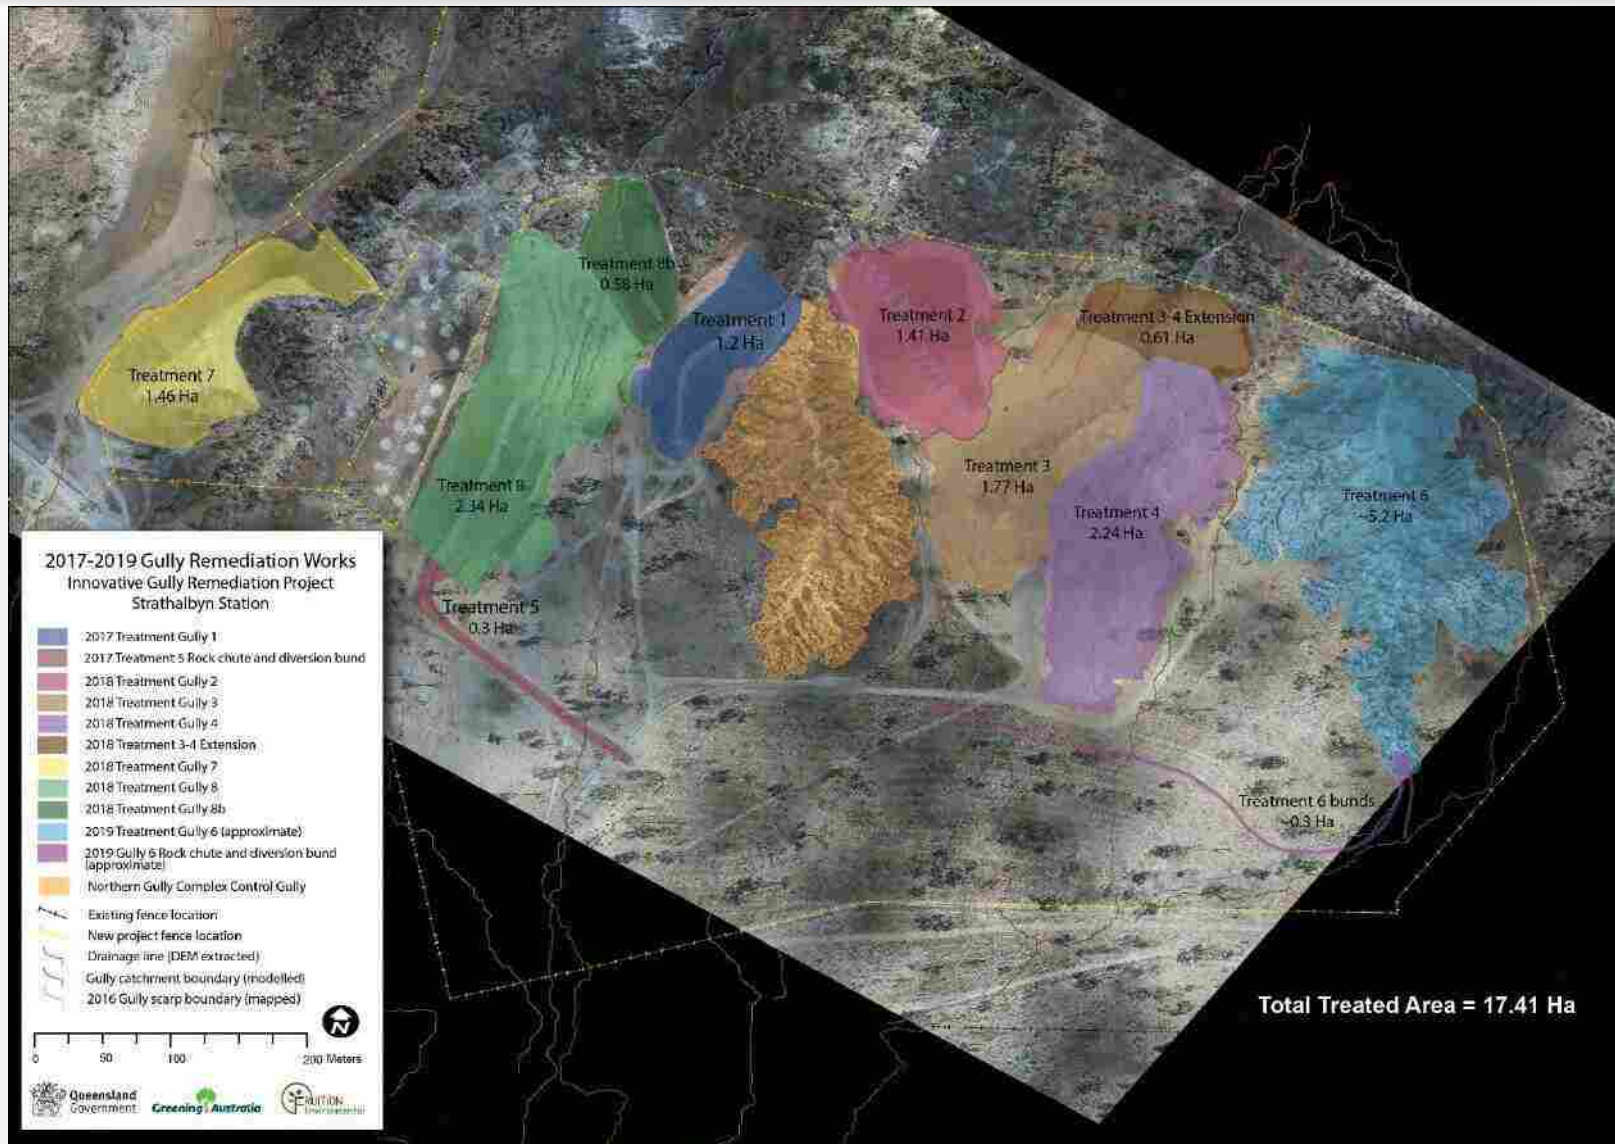 Treatment 8b
0.58 Ha
Treatment 1
1.2 Ha
Treatment 2
1.41 Ha
Treatment 3-4 Extension
0.61 Ha
Treatment 7
1.46 Ha
Treatment 3
1.77 Ha
Treatment 8
2.34 Ha
Treatment 4
2.24 Ha
Treatment 6
~5.2 Ha
Treatment 5
0.3 Ha
Treatment 6 bunds
~0.3 Ha
Total Treated Area = 17.41 Ha
2017-2019 Gully Remediation Works
Innovative Gully Remediation Project
Strathalbyn Station
2017 Treatment Gully 1
2017 Treatment 5 Rock chute and diversion bund
2018 Treatment Gully 2
2018 Treatment Gully 3
2018 Treatment Gully 4
2018 Treatment 3-4 Extension
2018 Treatment Gully 7
2018 Treatment Gully 8
2018 Treatment Gully 8b
2019 Treatment Gully 6 (approximate)
2019 Gully 6 Rock chute and diversion bund
(approximate)
Northern Gully Complex Control Gully
Existing fence location
New project fence location
Drainage line (DEM extracted)
Gully catchment boundary (modelled)
2016 Gully scarp boundary (mapped)
N
0 50 100 200 Meters
Queensland
Government
Greening Australia
FRUITION